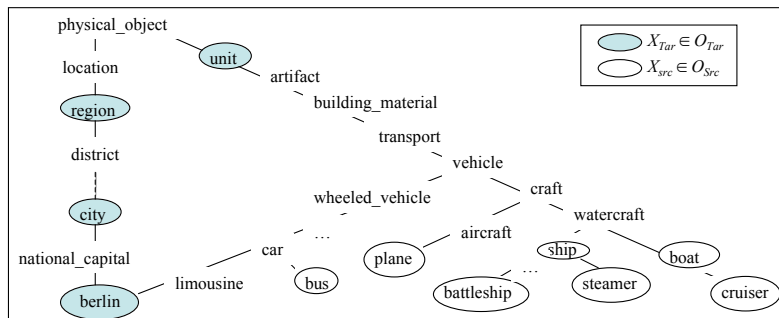 physical_object
unit
X_Tar ∈ O_Tar
X_src ∈ O_Src
location
artifact
region
building_material
transport
district
vehicle
wheeled_vehicle
craft
city
watercraft
...
aircraft
car
ship
boat
national_capital
plane
...
limousine
bus
battleship
steamer
cruiser
berlin